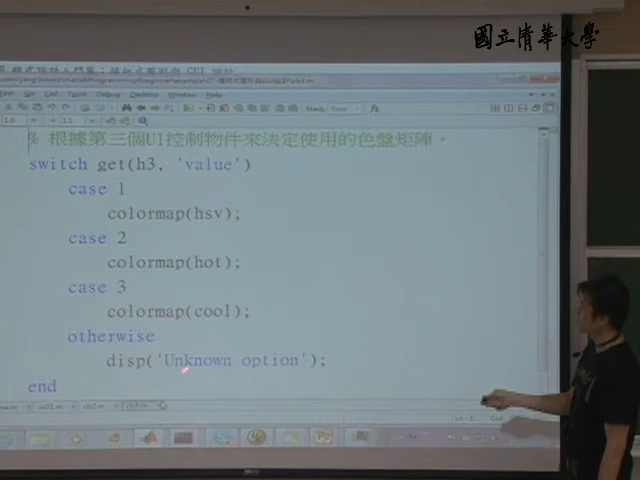 國立清華大學
% 根據第三個UI控制物件來決定使用的色盤矩陣。
switch get(h3, 'value')
case 1
colormap(hsv);
case 2
colormap(hot);
case 3
colormap(cool);
otherwise
disp('Unknown option');
end